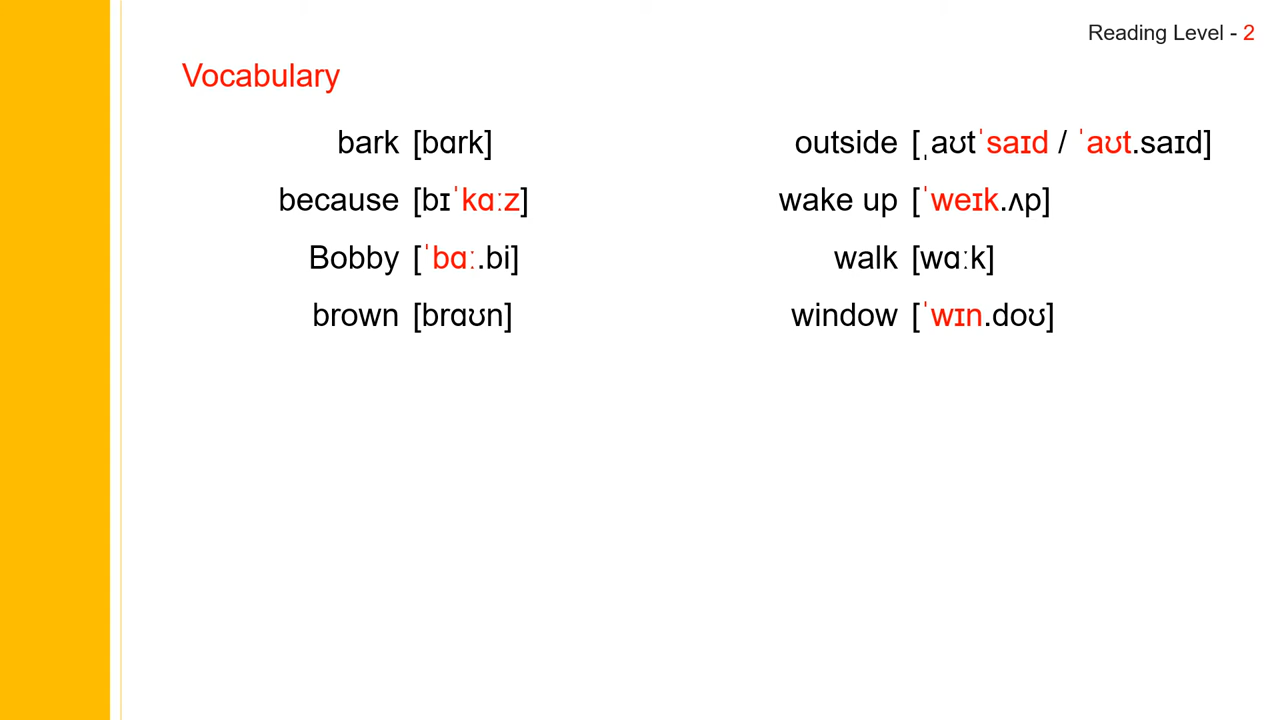 Reading Level - 2
Vocabulary
bark [bɑrk]
because [bɪˈkɑːz]
Bobby [ˈbɑː.bi]
brown [brɑʊn]
outside [ˌaʊtˈsaɪd / ˈaʊt.saɪd]
wake up [ˈweɪk.ʌp]
walk [wɑːk]
window [ˈwɪn.doʊ]